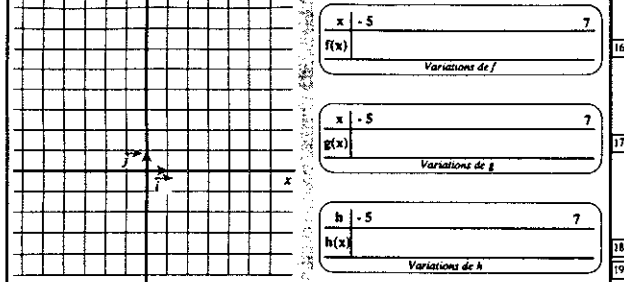 j
i
x
x - 5 7
f(x)
Variations de f
16
x - 5 7
g(x)
Variations de g
17
h - 5 7
h(x)
Variations de h
18
19